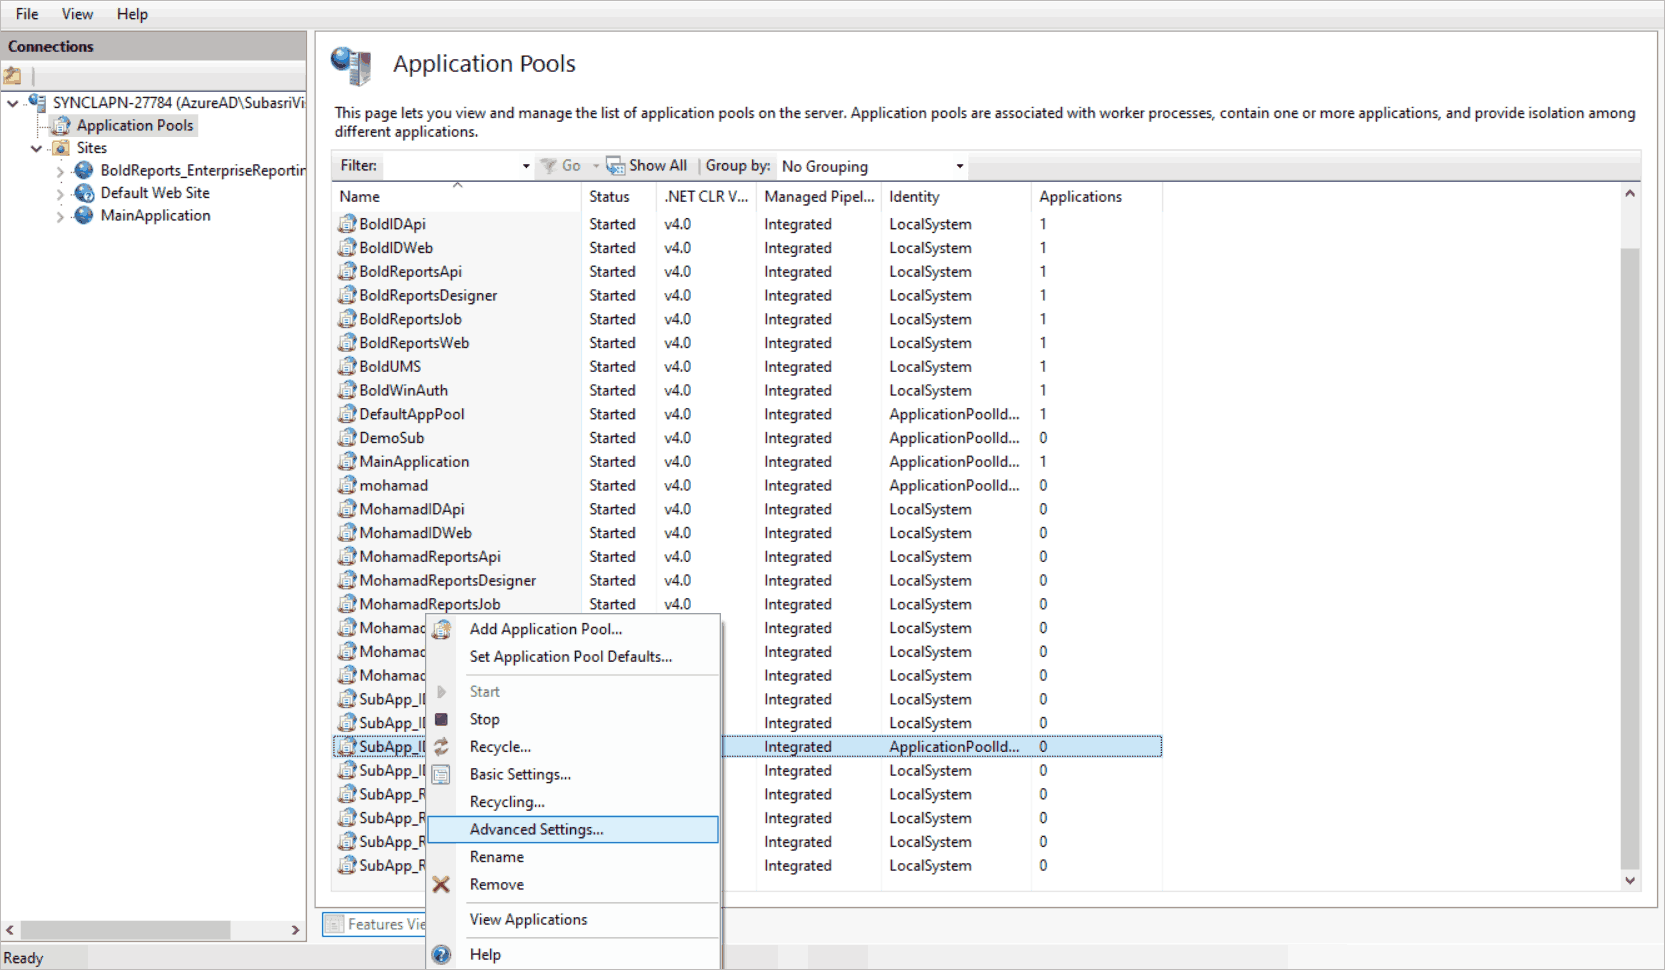 File View Help
Connections
SYNCLAPN-27784 (AzureAD\SubasriVi
Application Pools
Sites
BoldReports_EnterpriseReportin
Default Web Site
MainApplication
Application Pools
This page lets you view and manage the list of application pools on the server. Application pools are associated with worker processes, contain one or more applications, and provide isolation among
different applications.
Filter: Go Show All Group by: No Grouping
Name Status .NET CLR V... Managed Pipel... Identity Applications
BoldIDApi Started v4.0 Integrated LocalSystem 1
BoldIDWeb Started v4.0 Integrated LocalSystem 1
BoldReportsApi Started v4.0 Integrated LocalSystem 1
BoldReportsDesigner Started v4.0 Integrated LocalSystem 1
BoldReportsJob Started v4.0 Integrated LocalSystem 1
BoldReportsWeb Started v4.0 Integrated LocalSystem 1
BoldUMS Started v4.0 Integrated LocalSystem 1
BoldWinAuth Started v4.0 Integrated LocalSystem 1
DefaultAppPool Started v4.0 Integrated ApplicationPoolId... 1
DemoSub Started v4.0 Integrated ApplicationPoolId... 0
MainApplication Started v4.0 Integrated ApplicationPoolId... 1
mohamad Started v4.0 Integrated ApplicationPoolId... 0
MohamadIDApi Started v4.0 Integrated LocalSystem 0
MohamadIDWeb Started v4.0 Integrated LocalSystem 0
MohamadReportsApi Started v4.0 Integrated LocalSystem 0
MohamadReportsDesigner Started v4.0 Integrated LocalSystem 0
MohamadReportsJob Started v4.0 Integrated LocalSystem 0
Mohamad Integrated LocalSystem 0
Mohamad Integrated LocalSystem 0
Mohamad Integrated LocalSystem 0
SubApp_ID Integrated LocalSystem 0
SubApp_ID Integrated LocalSystem 0
SubApp_ID Integrated ApplicationPoolId... 0
SubApp_ID Integrated LocalSystem 0
SubApp_R Integrated LocalSystem 0
SubApp_R Integrated LocalSystem 0
SubApp_R Integrated LocalSystem 0
SubApp_R Integrated LocalSystem 0
Add Application Pool...
Set Application Pool Defaults...
Start
Stop
Recycle...
Basic Settings...
Recycling...
Advanced Settings...
Rename
Remove
View Applications
Help
Features Vie
Ready